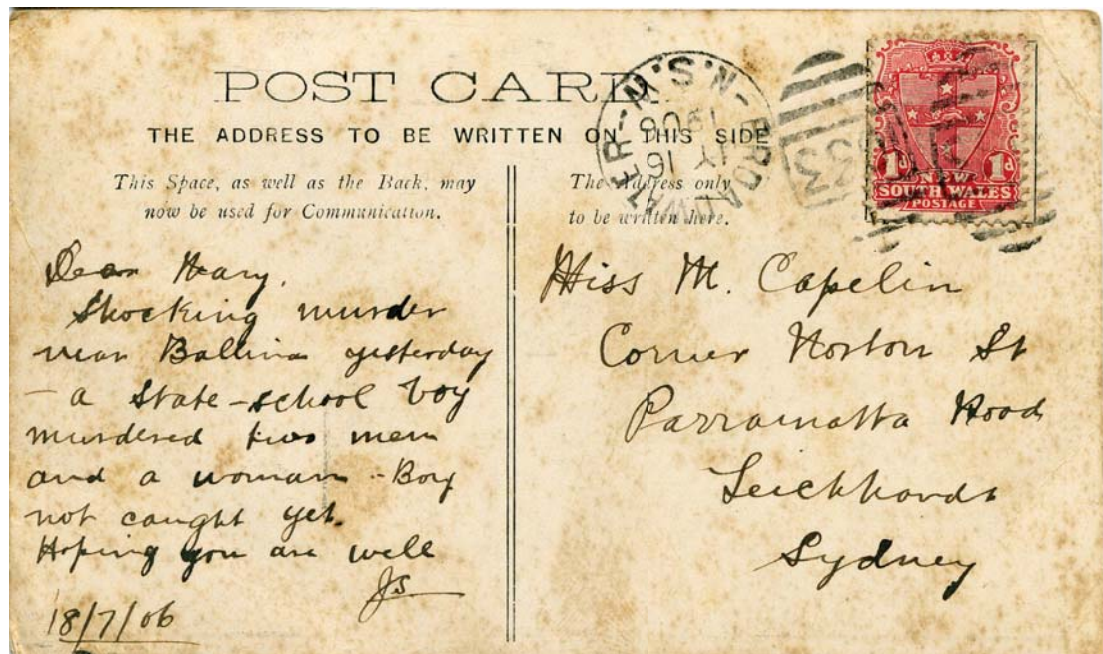 POST CARD
THE ADDRESS TO BE WRITTEN ON THIS SIDE
This Space, as well as the Back, may
now be used for Communication.
The Address only
to be written here.
BROADWATER - N.S.W -
16
1906
1d 1d
NEW
SOUTH WALES
POSTAGE
Dear Mary,
Shocking murder
near Ballina yesterday
- a State-school boy
murdered two men
and a woman - Boy
not caught yet.
Hoping you are well
JS
18/7/06
Miss M. Capelin
Corner Norton St
Parramatta Road
Leichhardt
Sydney